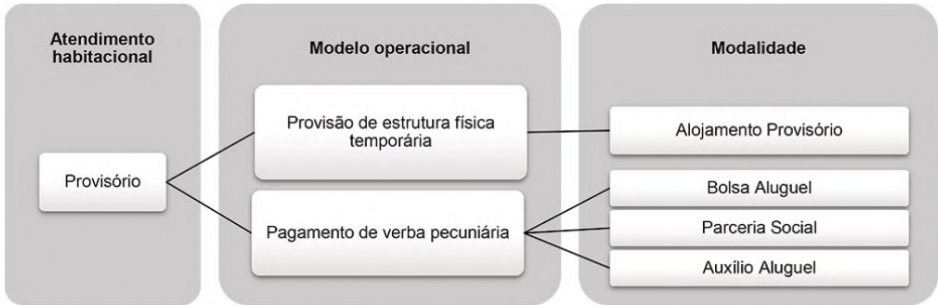 Atendimento
habitacional
Modelo operacional
Modalidade
Provisório
Provisão de estrutura física
temporária
Pagamento de verba pecuniária
Alojamento Provisório
Bolsa Aluguel
Parceria Social
Auxílio Aluguel